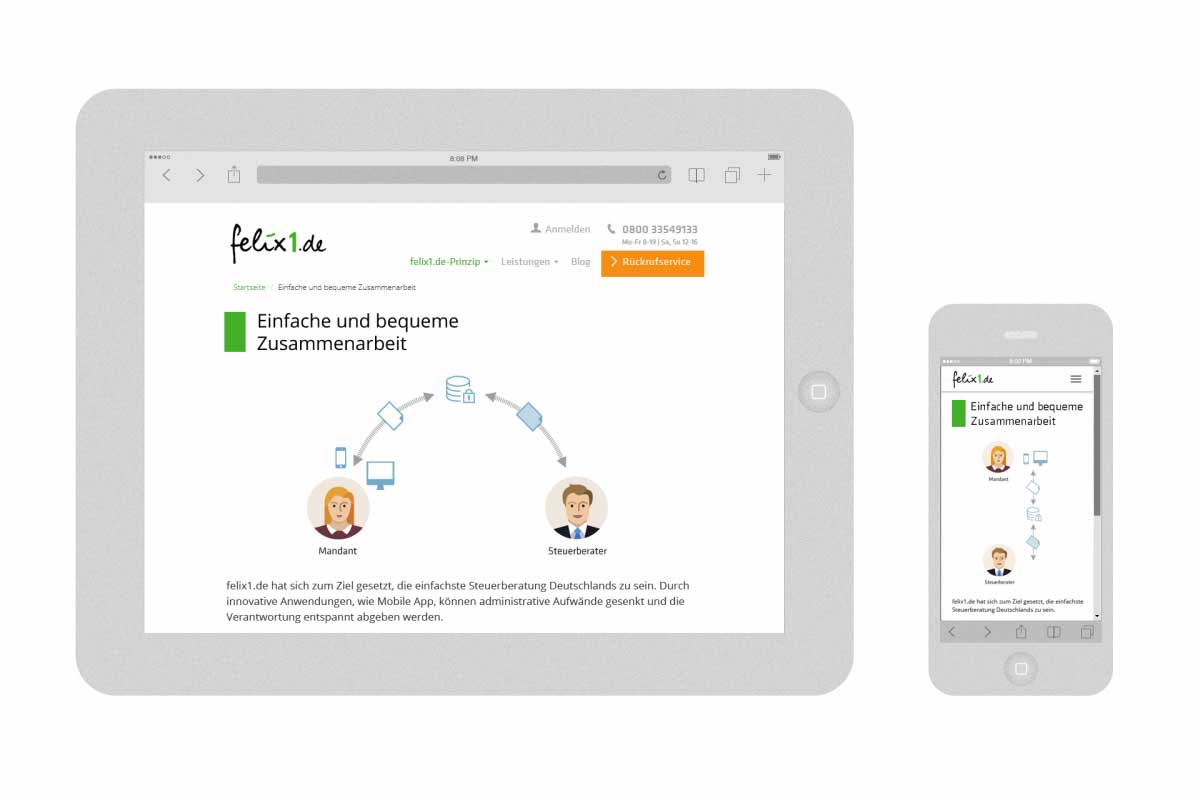 8:08 PM
felix1.de
Anmelden
0800 33549133
Mo-Fr 8-19 | Sa, So 12-16
felix1.de-Prinzip
Leistungen
Blog
Rückrufservice
Startseite / Einfache und bequeme Zusammenarbeit
Einfache und bequeme
Zusammenarbeit
Mandant
Steuerberater
felix1.de hat sich zum Ziel gesetzt, die einfachste Steuerberatung Deutschlands zu sein. Durch
innovative Anwendungen, wie Mobile App, können administrative Aufwände gesenkt und die
Verantwortung entspannt abgeben werden.
felix1.de
Einfache und bequeme
Zusammenarbeit
Mandant
Steuerberater
felix1.de hat sich zum Ziel gesetzt, die einfachste
Steuerberatung Deutschlands zu sein.